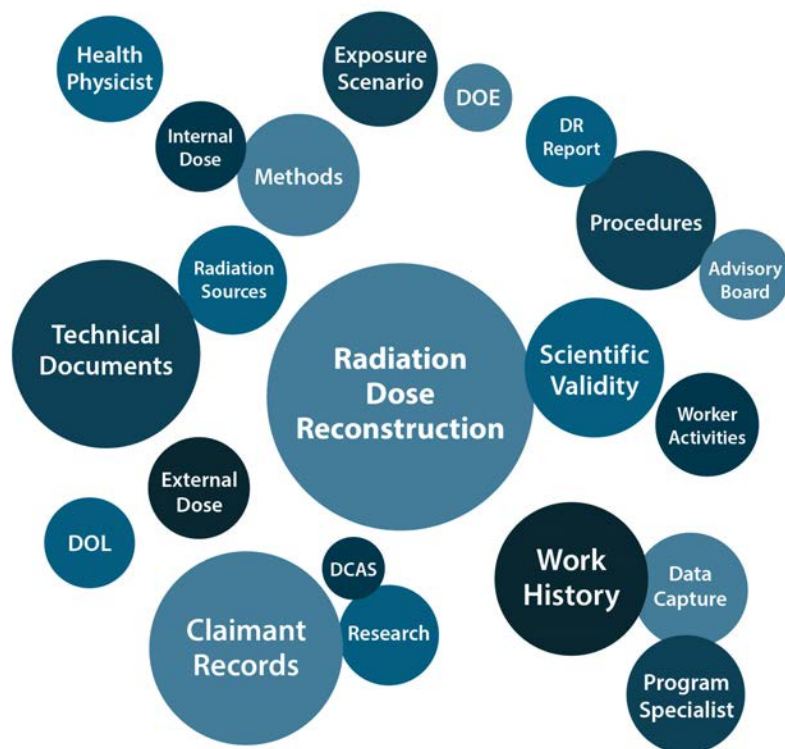 Health
Physicist
Exposure
Scenario
DOE
Internal
Dose
DR
Report
Methods
Procedures
Radiation
Sources
Advisory
Board
Technical
Documents
Radiation
Dose
Reconstruction
Scientific
Validity
Worker
Activities
External
Dose
DOL
DCAS
Work
History
Data
Capture
Claimant
Records
Research
Program
Specialist